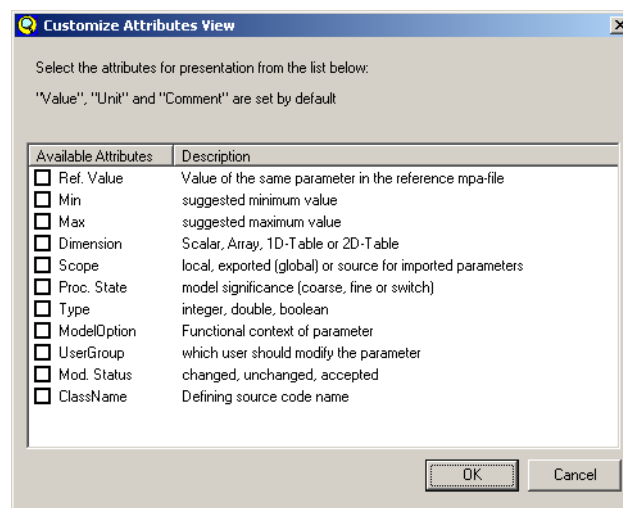 Customize Attributes View
Select the attributes for presentation from the list below:
"Value", "Unit" and "Comment" are set by default
Available Attributes Description
Ref. Value Value of the same parameter in the reference mpa-file
Min suggested minimum value
Max suggested maximum value
Dimension Scalar, Array, 1D-Table or 2D-Table
Scope local, exported (global) or source for imported parameters
Proc. State model significance (coarse, fine or switch)
Type integer, double, boolean
ModelOption Functional context of parameter
UserGroup which user should modify the parameter
Mod. Status changed, unchanged, accepted
ClassName Defining source code name
OK Cancel